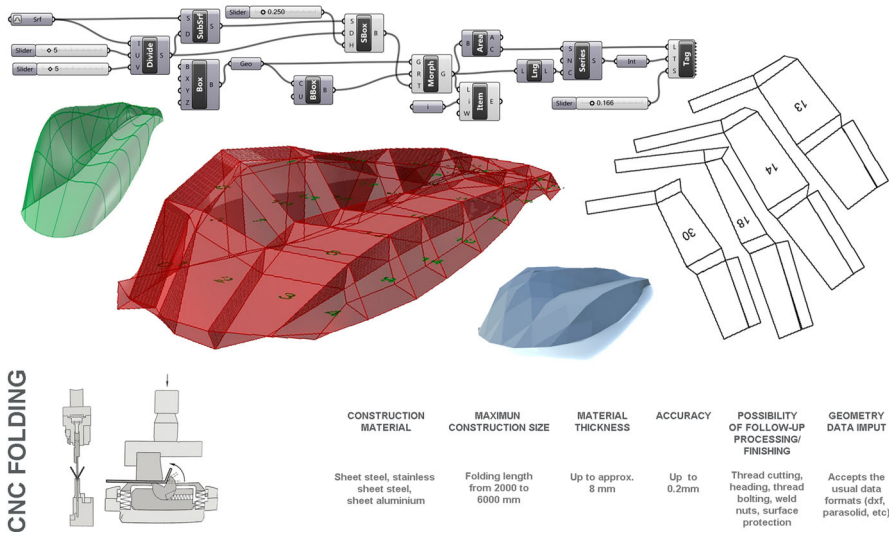 Srf
Slider 5
Slider 5
I
U
V
Divide
S
S
D
SubSrf
S
Slider 0.250
S
D
H
SBox
B
B
X
Y
Z
Box
B
Geo
C
U
BBox
B
G
R
T
Morph
G
B
Area
A
C
i
L
i
W
Item
E
L
Lng
L
S
N
C
Series
S
Int
Slider 0.166
L
S
Tag
13
14
18
30
2
3
CNC FOLDING
CONSTRUCTION
MATERIAL
Sheet steel, stainless
sheet steel,
sheet aluminium
MAXIMUN
CONSTRUCTION SIZE
Folding length
from 2000 to
6000 mm
MATERIAL
THICKNESS
Up to approx.
8 mm
ACCURACY
Up to
0.2mm
POSSIBILITY
OF FOLLOW-UP
PROCESSING/
FINISHING
Thread cutting,
heading, thread
bolting, weld
nuts, surface
protection
GEOMETRY
DATA IMPUT
Accepts the
usual data
formats (dxf,
parasolid, etc)